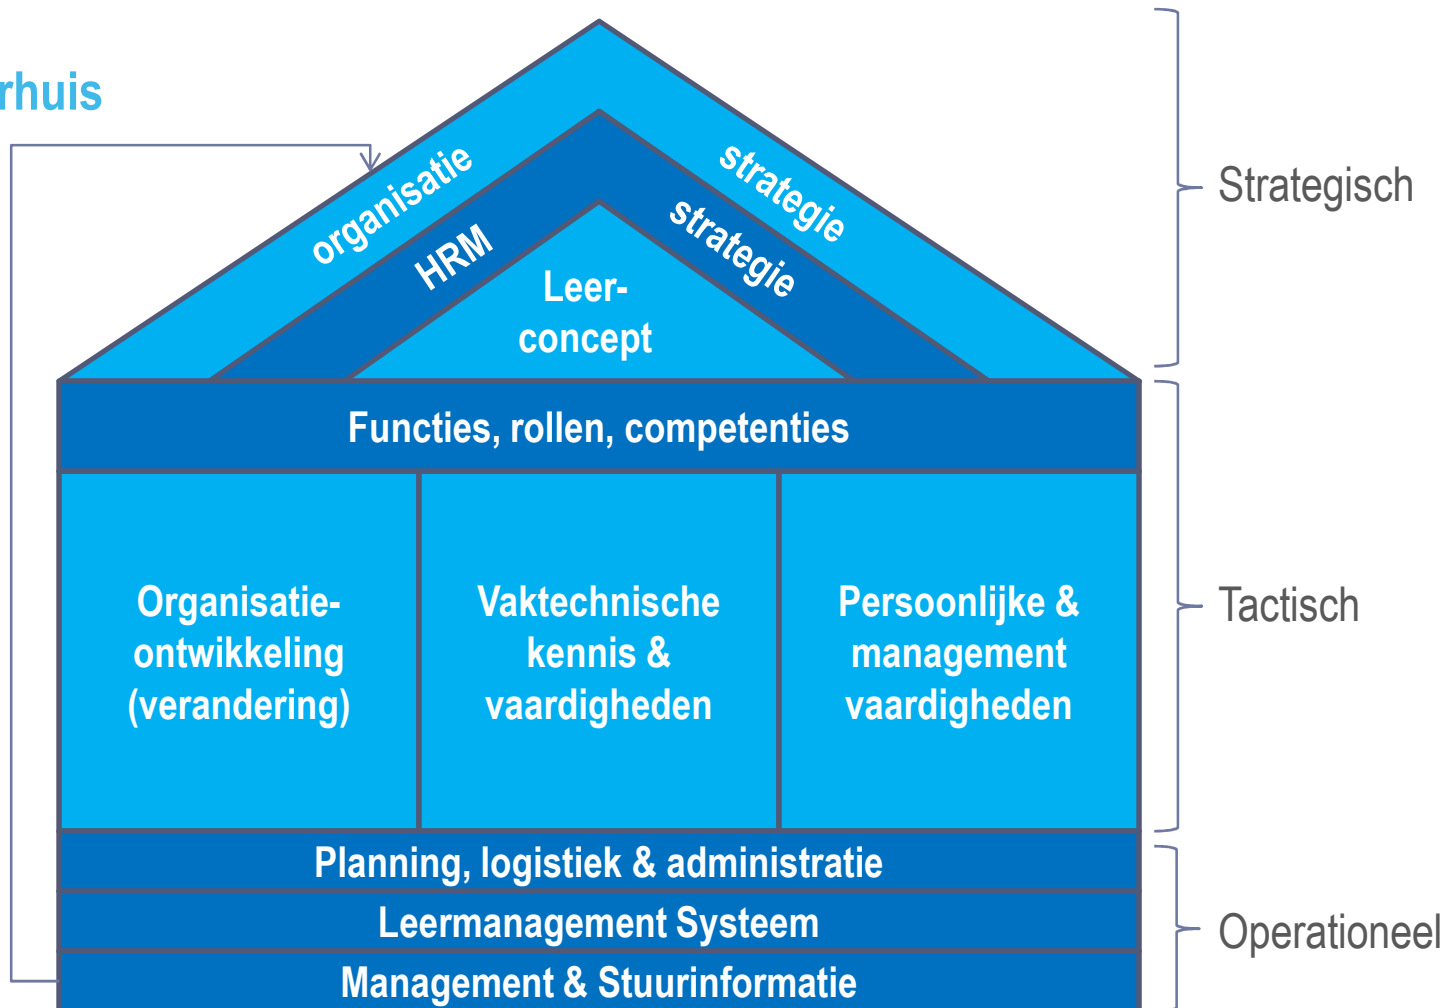 rhuis
organisatie
strategie
HRM
strategie
Leer-
concept
Strategisch
Functies, rollen, competenties
Organisatie-
ontwikkeling
(verandering)
Vaktechnische
kennis &
vaardigheden
Persoonlijke &
management
vaardigheden
Tactisch
Planning, logistiek & administratie
Leermanagement Systeem
Management & Stuurinformatie
Operationeel